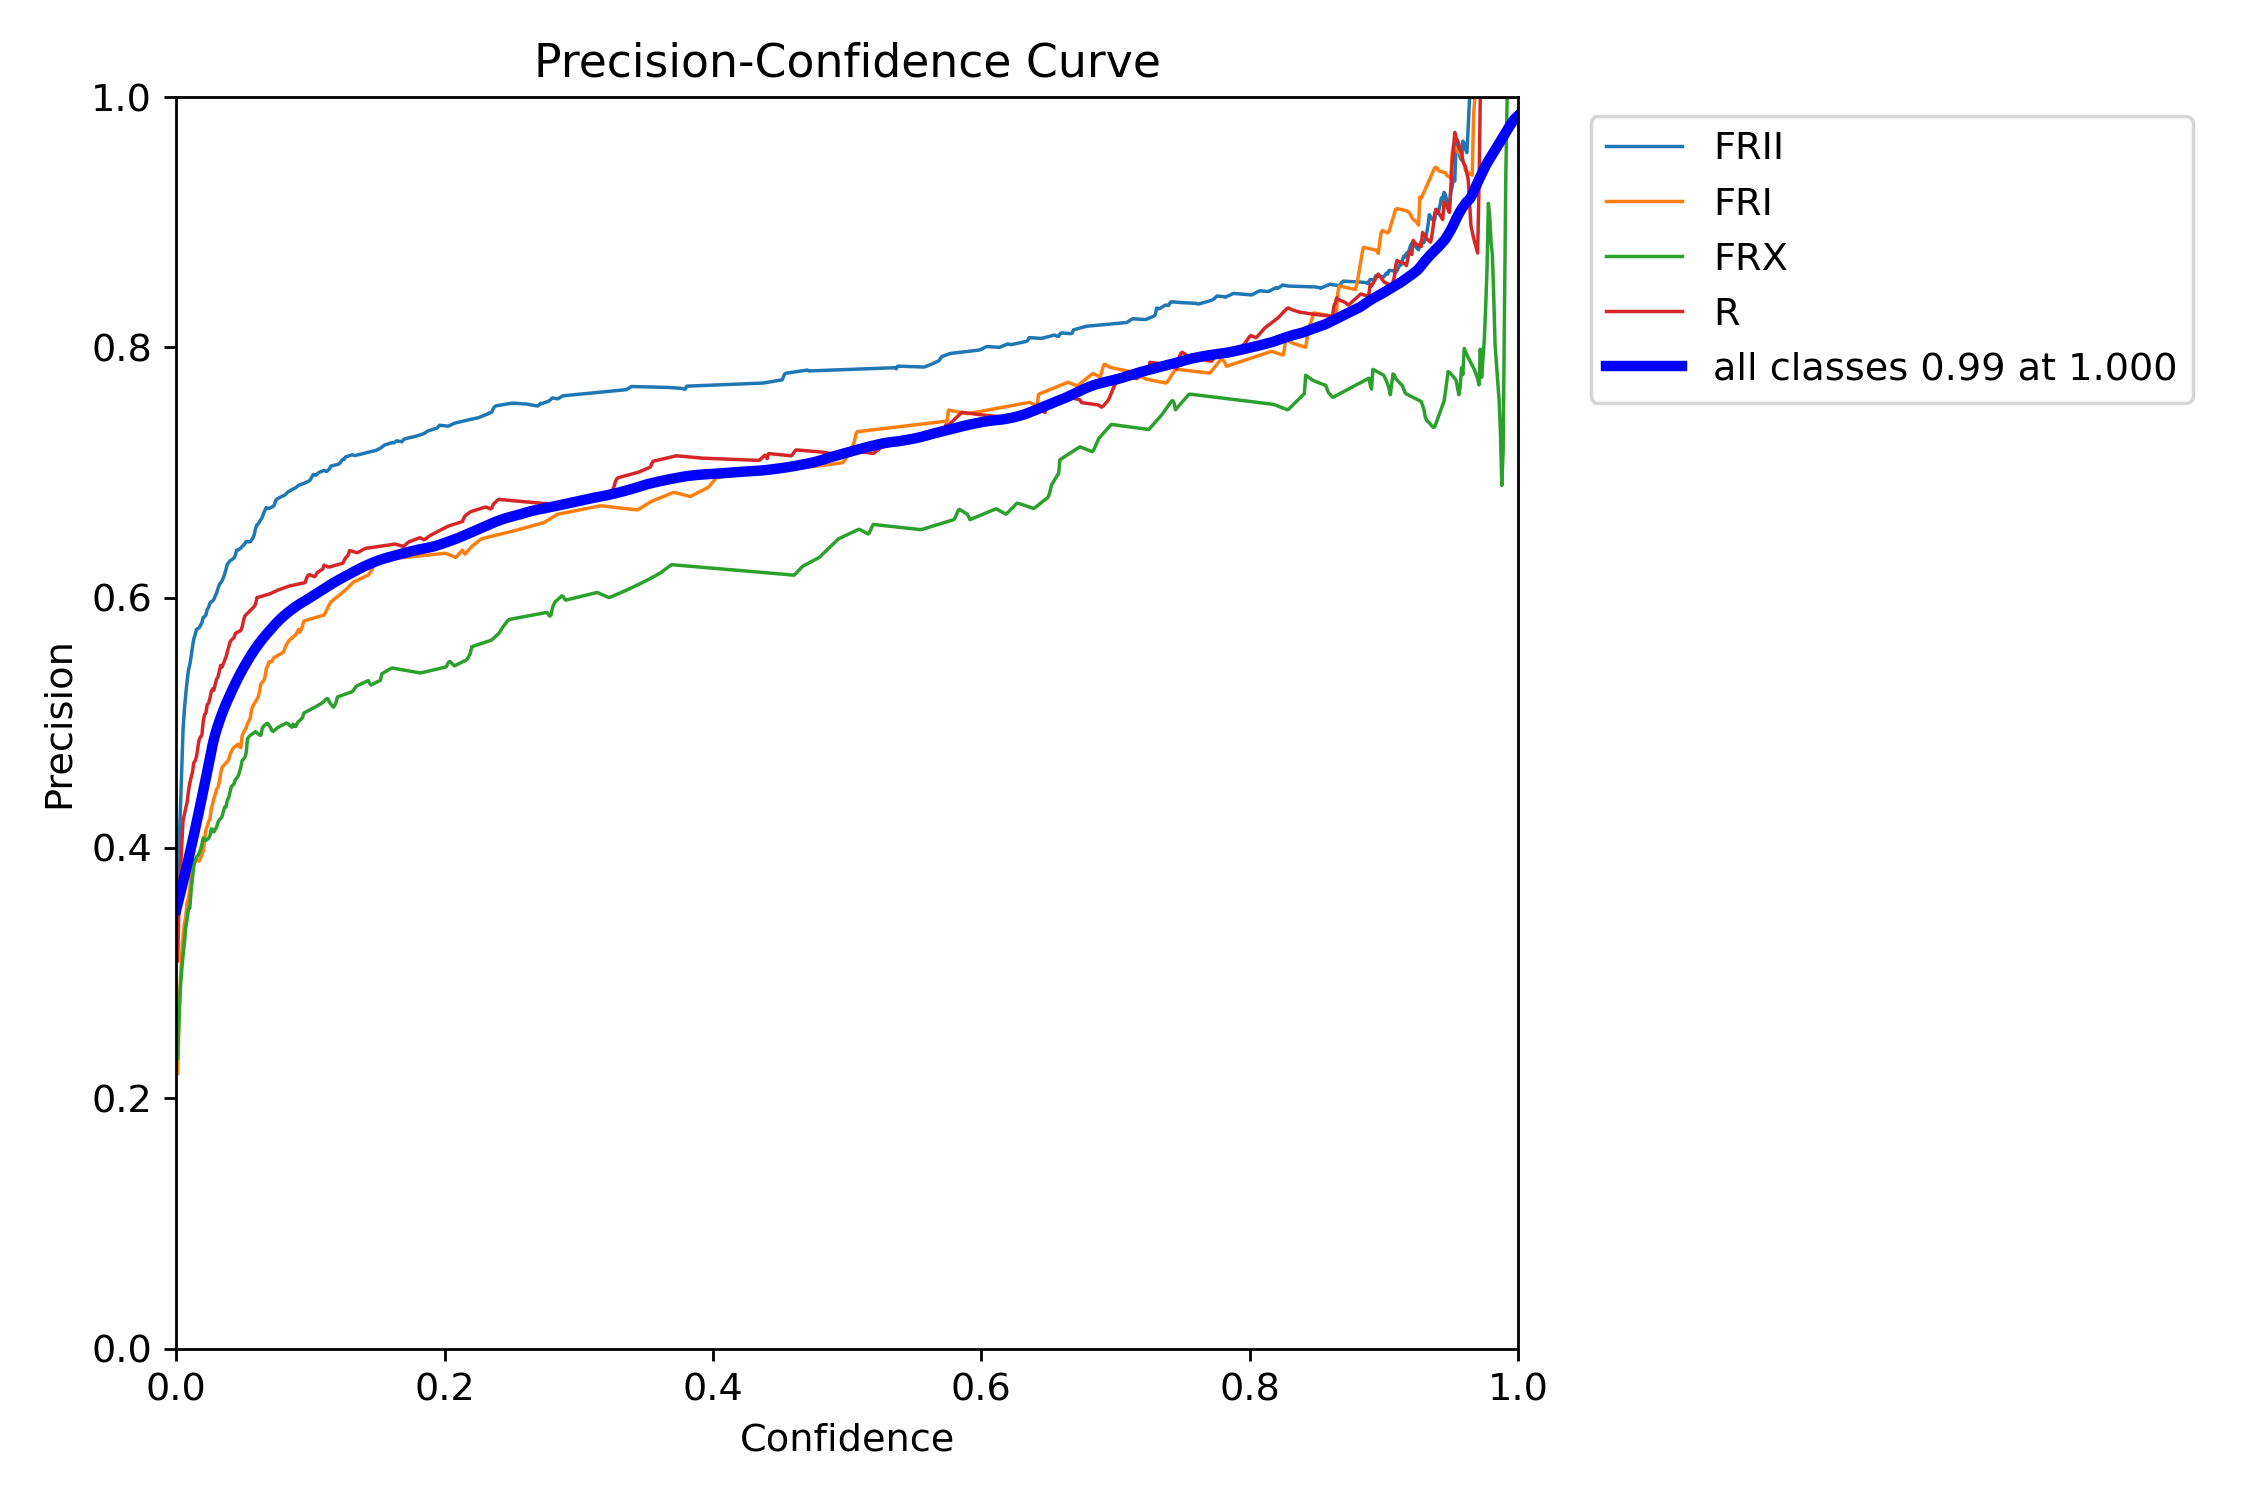 Precision-Confidence Curve
1.0
0.8
0.6
0.4
0.2
0.0
Precision
0.0 0.2 0.4 0.6 0.8 1.0
Confidence
FRII
FRI
FRX
R
all classes 0.99 at 1.000